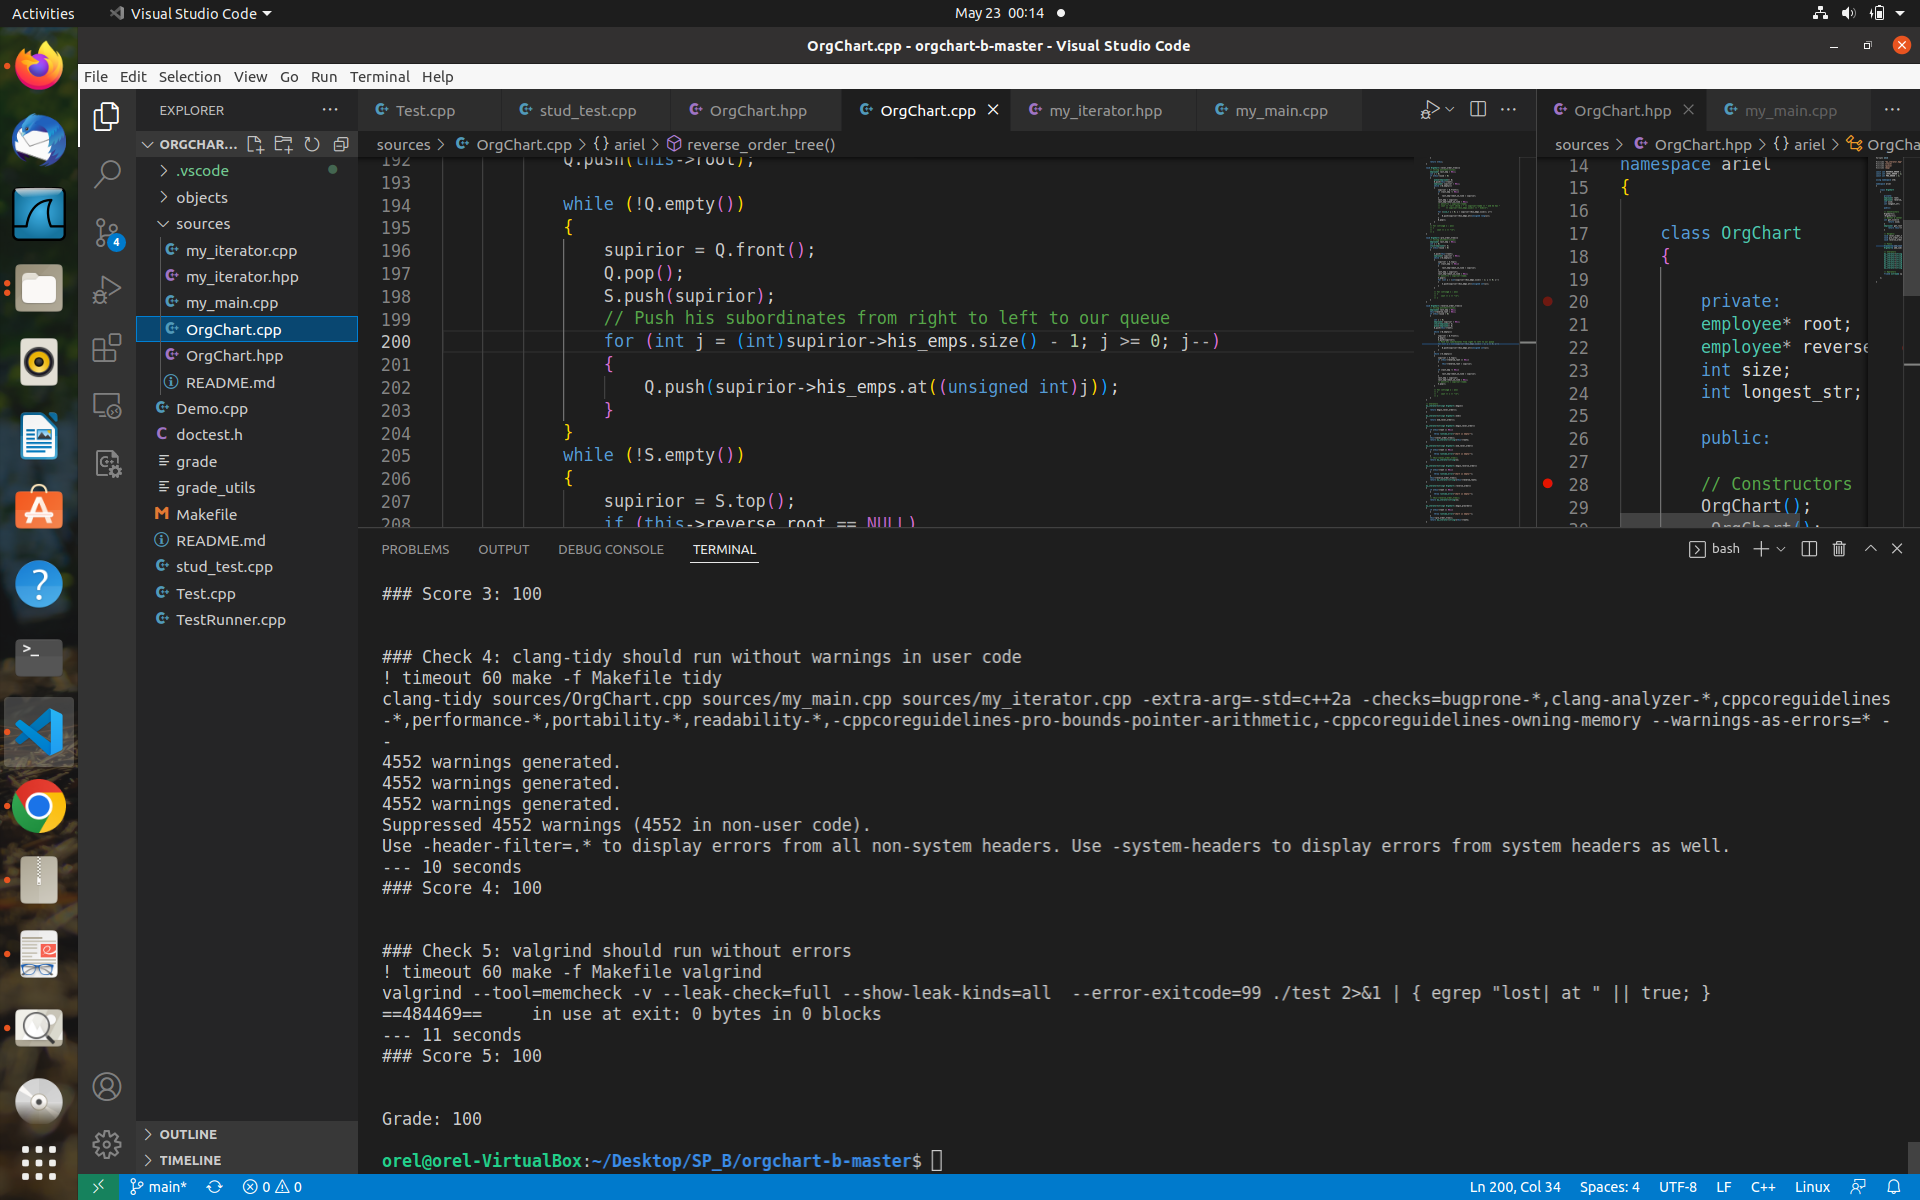 Activities
Visual Studio Code
May 23 00:14
OrgChart.cpp - orgchart-b-master - Visual Studio Code
File Edit Selection View Go Run Terminal Help
EXPLORER
ORGCHAR...
.vscode
objects
sources
my_iterator.cpp
my_iterator.hpp
my_main.cpp
OrgChart.cpp
OrgChart.hpp
README.md
Demo.cpp
doctest.h
grade
grade_utils
Makefile
README.md
stud_test.cpp
Test.cpp
TestRunner.cpp
OUTLINE
TIMELINE
4
Test.cpp
stud_test.cpp
OrgChart.hpp
OrgChart.cpp
my_iterator.hpp
my_main.cpp
sources > OrgChart.cpp > {} ariel > reverse_order_tree()
192 Q.push(this->root);
193
194 while (!Q.empty())
195 {
196 supirior = Q.front();
197 Q.pop();
198 S.push(supirior);
199 // Push his subordinates from right to left to our queue
200 for (int j = (int)supirior->his_emps.size() - 1; j >= 0; j--)
201 {
202 Q.push(supirior->his_emps.at((unsigned int)j));
203 }
204 }
205 while (!S.empty())
206 {
207 supirior = S.top();
208 if (this->reverse_root == NULL)
OrgChart.hpp
my_main.cpp
sources > OrgChart.hpp > {} ariel > OrgCha
14 namespace ariel
15 {
16
17 class OrgChart
18 {
19
20 private:
21 employee* root;
22 employee* reverse
23 int size;
24 int longest_str;
25
26 public:
27
28 // Constructors
29 OrgChart();
30 ~OrgChart();
PROBLEMS OUTPUT DEBUG CONSOLE TERMINAL
bash
### Score 3: 100
### Check 4: clang-tidy should run without warnings in user code
! timeout 60 make -f Makefile tidy
clang-tidy sources/OrgChart.cpp sources/my_main.cpp sources/my_iterator.cpp -extra-arg=-std=c++2a -checks=bugprone-*,clang-analyzer-*,cppcoreguidelines
-*,performance-*,portability-*,readability-*,-cppcoreguidelines-pro-bounds-pointer-arithmetic,-cppcoreguidelines-owning-memory --warnings-as-errors=* -
-
4552 warnings generated.
4552 warnings generated.
4552 warnings generated.
Suppressed 4552 warnings (4552 in non-user code).
Use -header-filter=.* to display errors from all non-system headers. Use -system-headers to display errors from system headers as well.
--- 10 seconds
### Score 4: 100
### Check 5: valgrind should run without errors
! timeout 60 make -f Makefile valgrind
valgrind --tool=memcheck -v --leak-check=full --show-leak-kinds=all  --error-exitcode=99 ./test 2>&1 | { egrep "lost| at " || true; }
==484469==     in use at exit: 0 bytes in 0 blocks
--- 11 seconds
### Score 5: 100
Grade: 100
orel@orel-VirtualBox:~/Desktop/SP_B/orgchart-b-master$
main* 0 0
Ln 200, Col 34 Spaces: 4 UTF-8 LF C++ Linux